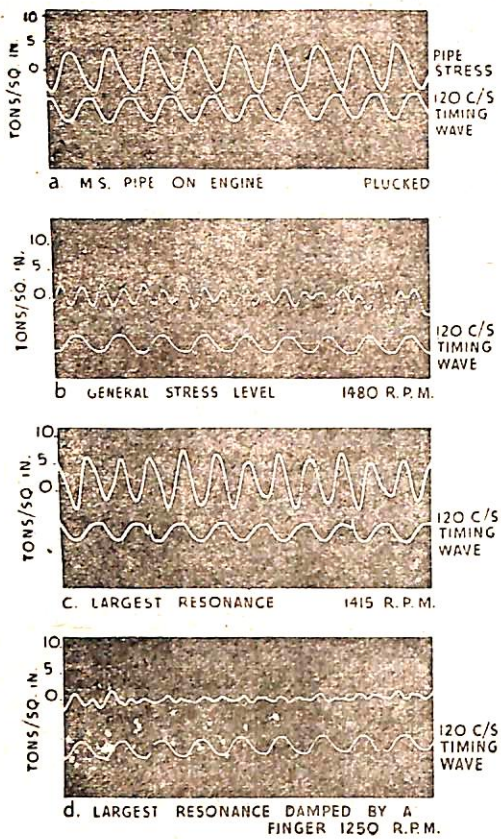 TONS/SQ. IN.
10
5
0
PIPE
STRESS
120 C/S
TIMING
WAVE
a. M.S. PIPE ON ENGINE PLUCKED
TONS/SQ. IN.
10.
5.
0.
120 C/S
TIMING
WAVE
b GENERAL STRESS LEVEL 1480 R.P.M.
TONS/SQ. IN.
10.
5
0.
120 C/S
TIMING
WAVE
C. LARGEST RESONANCE 1415 R.P.M.
TONS/SQ. IN.
10
5
0.
120 C/S
TIMING
WAVE
d. LARGEST RESONANCE DAMPED BY A
FINGER 1250 R.P.M.